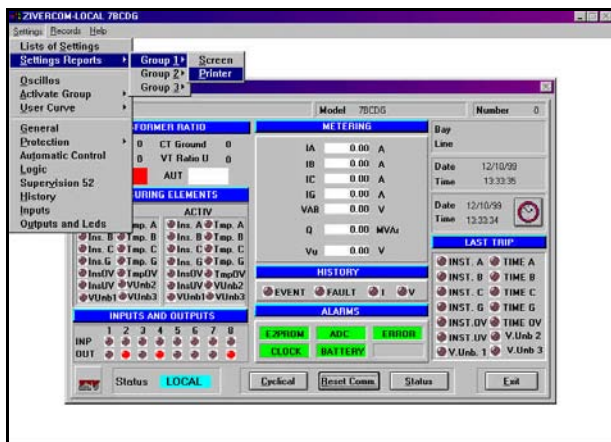 ZIVERCOM-LOCAL 7BCDG
Settings Records Help
Lists of Settings
Settings Reports
Oscillos
Activate Group
User Curve
General
Protection
Automatic Control
Logic
Supervision 52
History
Inputs
Outputs and Leds
Group 1
Group 2
Group 3
Screen
Printer
Model 7BCDG
Number 0
FORMER RATIO
0 CT Ground 0
0 VT Ratio U 0
AUT
METERING
IA 0.00 A
IB 0.00 A
IC 0.00 A
IG 0.00 A
VAB 0.00 V
Q 0.00 MVAr
Vu 0.00 V
Bay
Line
Date 12/10/99
Time 13:33:35
Date 12/10/99
Time 13:33:34
URING ELEMENTS
ACTIV
mp. A Ins. A Tmp. A
Ins. B Tmp. B Ins. B Tmp. B
Ins. C Tmp. C Ins. C Tmp. C
Ins. G Tmp. G Ins. G Tmp. G
InsOV TmpOV InsOV TmpOV
InsUV VUnb2 InsUV VUnb2
VUnb1 VUnb3 VUnb1 VUnb3
HISTORY
EVENT FAULT I V
LAST TRIP
INST. A TIME A
INST. B TIME B
INST. C TIME C
INST. G TIME G
INST.OV TIME OV
INST.UV V.Unb 2
V.Unb. 1 V.Unb 3
INPUTS AND OUTPUTS
1 2 3 4 5 6 7 8
INP
OUT
ALARMS
E2PROM ADC ERROR
CLOCK BATTERY
Status LOCAL
Cyclical
Reset Comm
Status
Exit